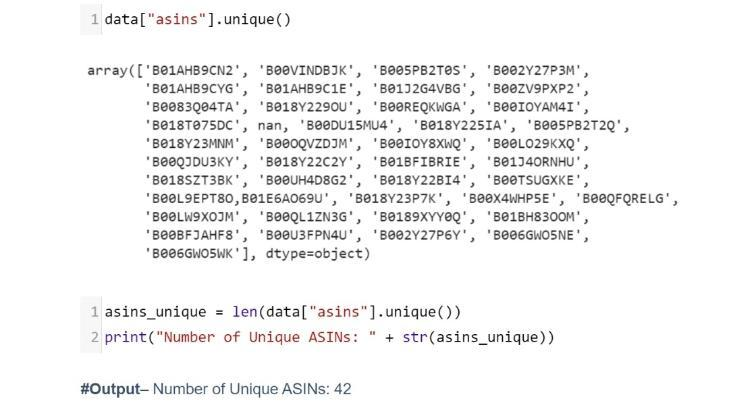 1 data["asins"].unique()
array(['B01AHB9CN2', 'B00VINDBJK', 'B005PB2T0S', 'B002Y27P3M',
'B01AHB9CYG', 'B01AHB9C1E', 'B01J2G4VBG', 'B00ZV9PXP2',
'B0083Q04TA', 'B018Y229OU', 'B00REQKWGA', 'B00IOYAM4I',
'B018T075DC', nan, 'B00DU15MU4', 'B018Y225IA', 'B005PB2T2Q',
'B018Y23MNM', 'B00OQVZDJM', 'B00IOY8XWQ', 'B00LO29KXQ',
'B00QJDU3KY', 'B018Y22C2Y', 'B01BFIBRIE', 'B01J4ORNHU',
'B018SZT3BK', 'B00UH4D8G2', 'B018Y22BI4', 'B00TSUGXKE',
'B00L9EPT8O,B01E6AO69U', 'B018Y23P7K', 'B00X4WHP5E', 'B00QFQRELG',
'B00LW9XOJM', 'B00QL1ZN3G', 'B0189XYY0Q', 'B01BH83OOM',
'B00BFJAHF8', 'B00U3FPN4U', 'B002Y27P6Y', 'B006GWO5NE',
'B006GWO5WK'], dtype=object)
1 asins_unique = len(data["asins"].unique())
2 print("Number of Unique ASINs: " + str(asins_unique))
#Output– Number of Unique ASINs: 42